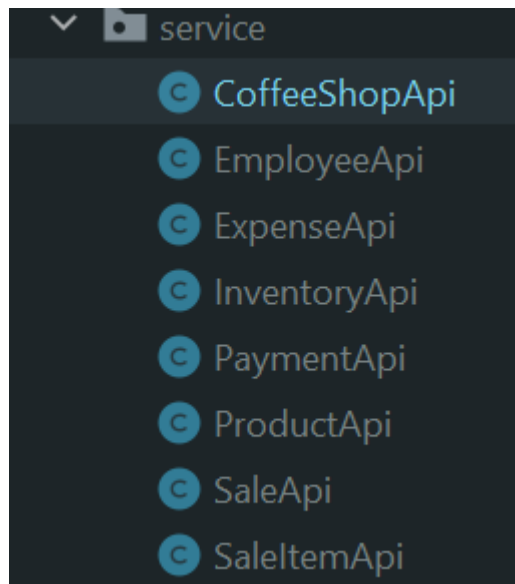 service
C CoffeeShopApi
C EmployeeApi
C ExpenseApi
C InventoryApi
C PaymentApi
C ProductApi
C SaleApi
C SaleItemApi